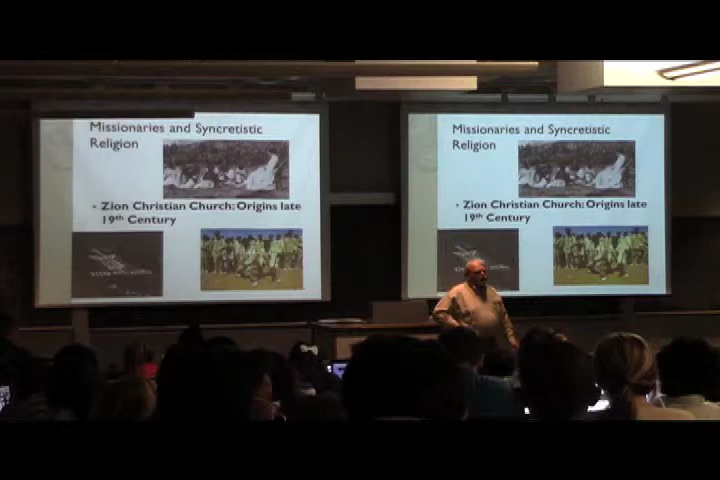 Missionaries and Syncretistic
Religion
• Zion Christian Church: Origins late
19th Century
Missionaries and Syncretistic
Religion
• Zion Christian Church: Origins late
19th Century